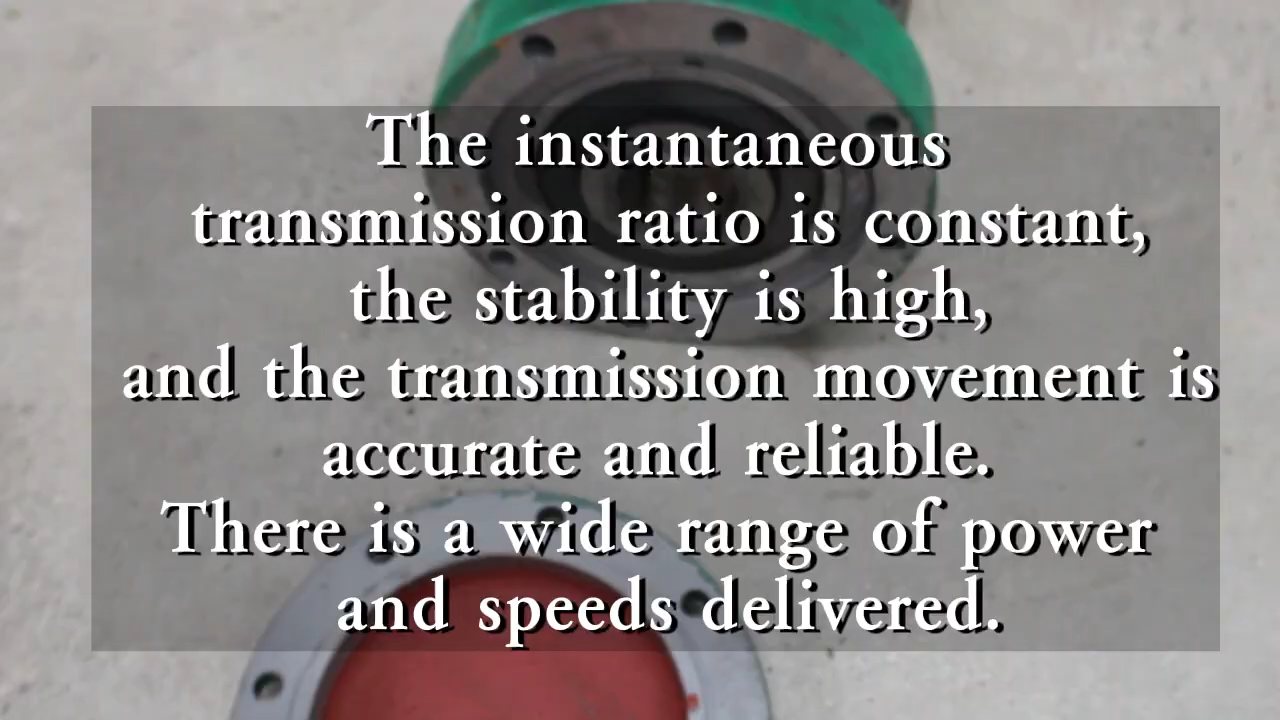 The instantaneous
transmission ratio is constant,
the stability is high,
and the transmission movement is
accurate and reliable.
There is a wide range of power
and speeds delivered.